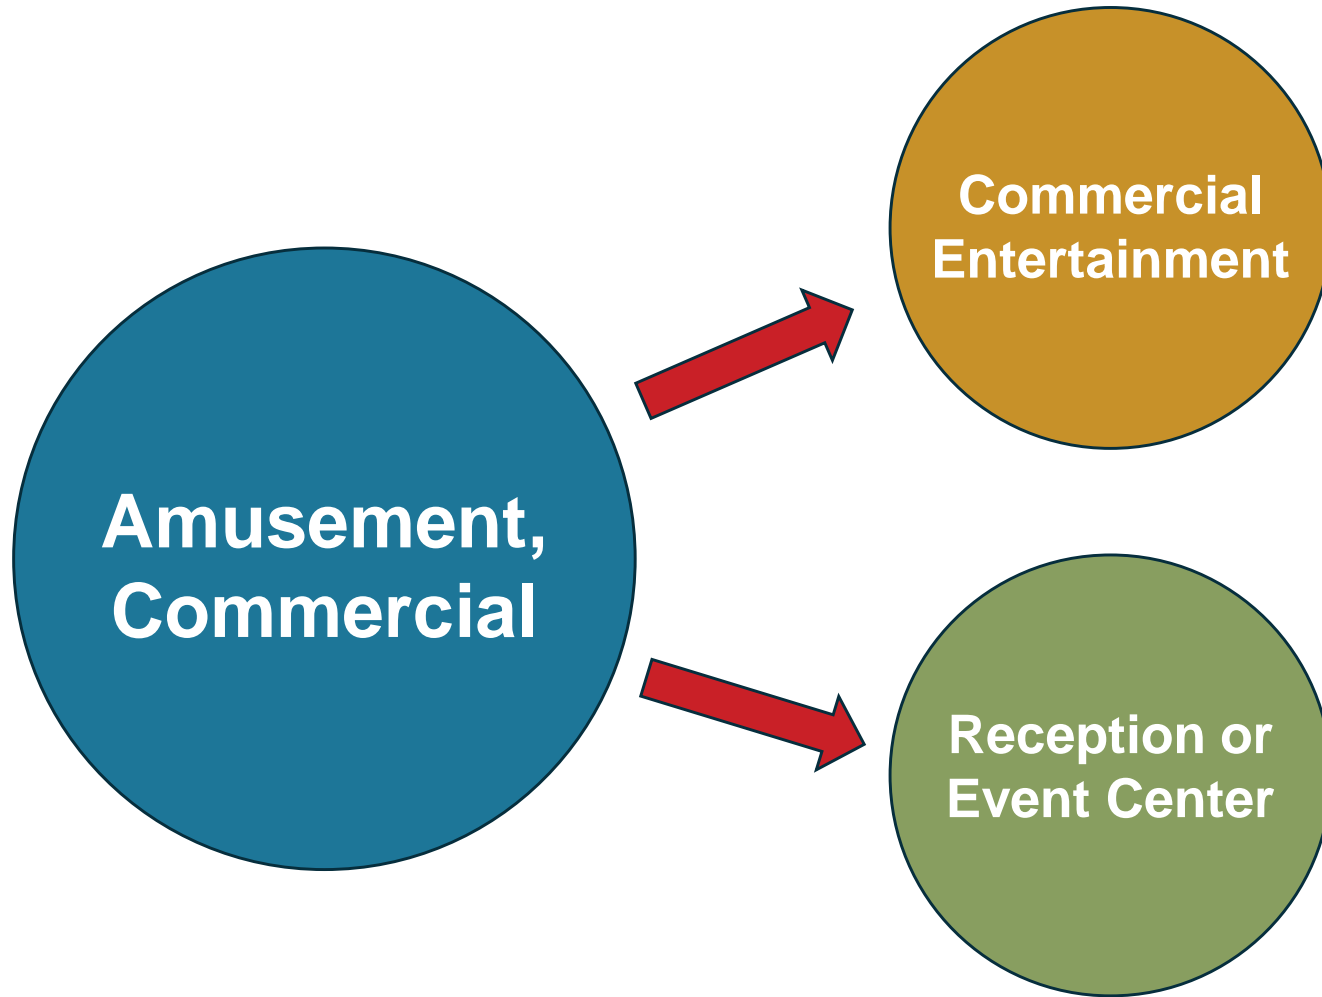 Amusement,
Commercial
Commercial
Entertainment
Reception or
Event Center